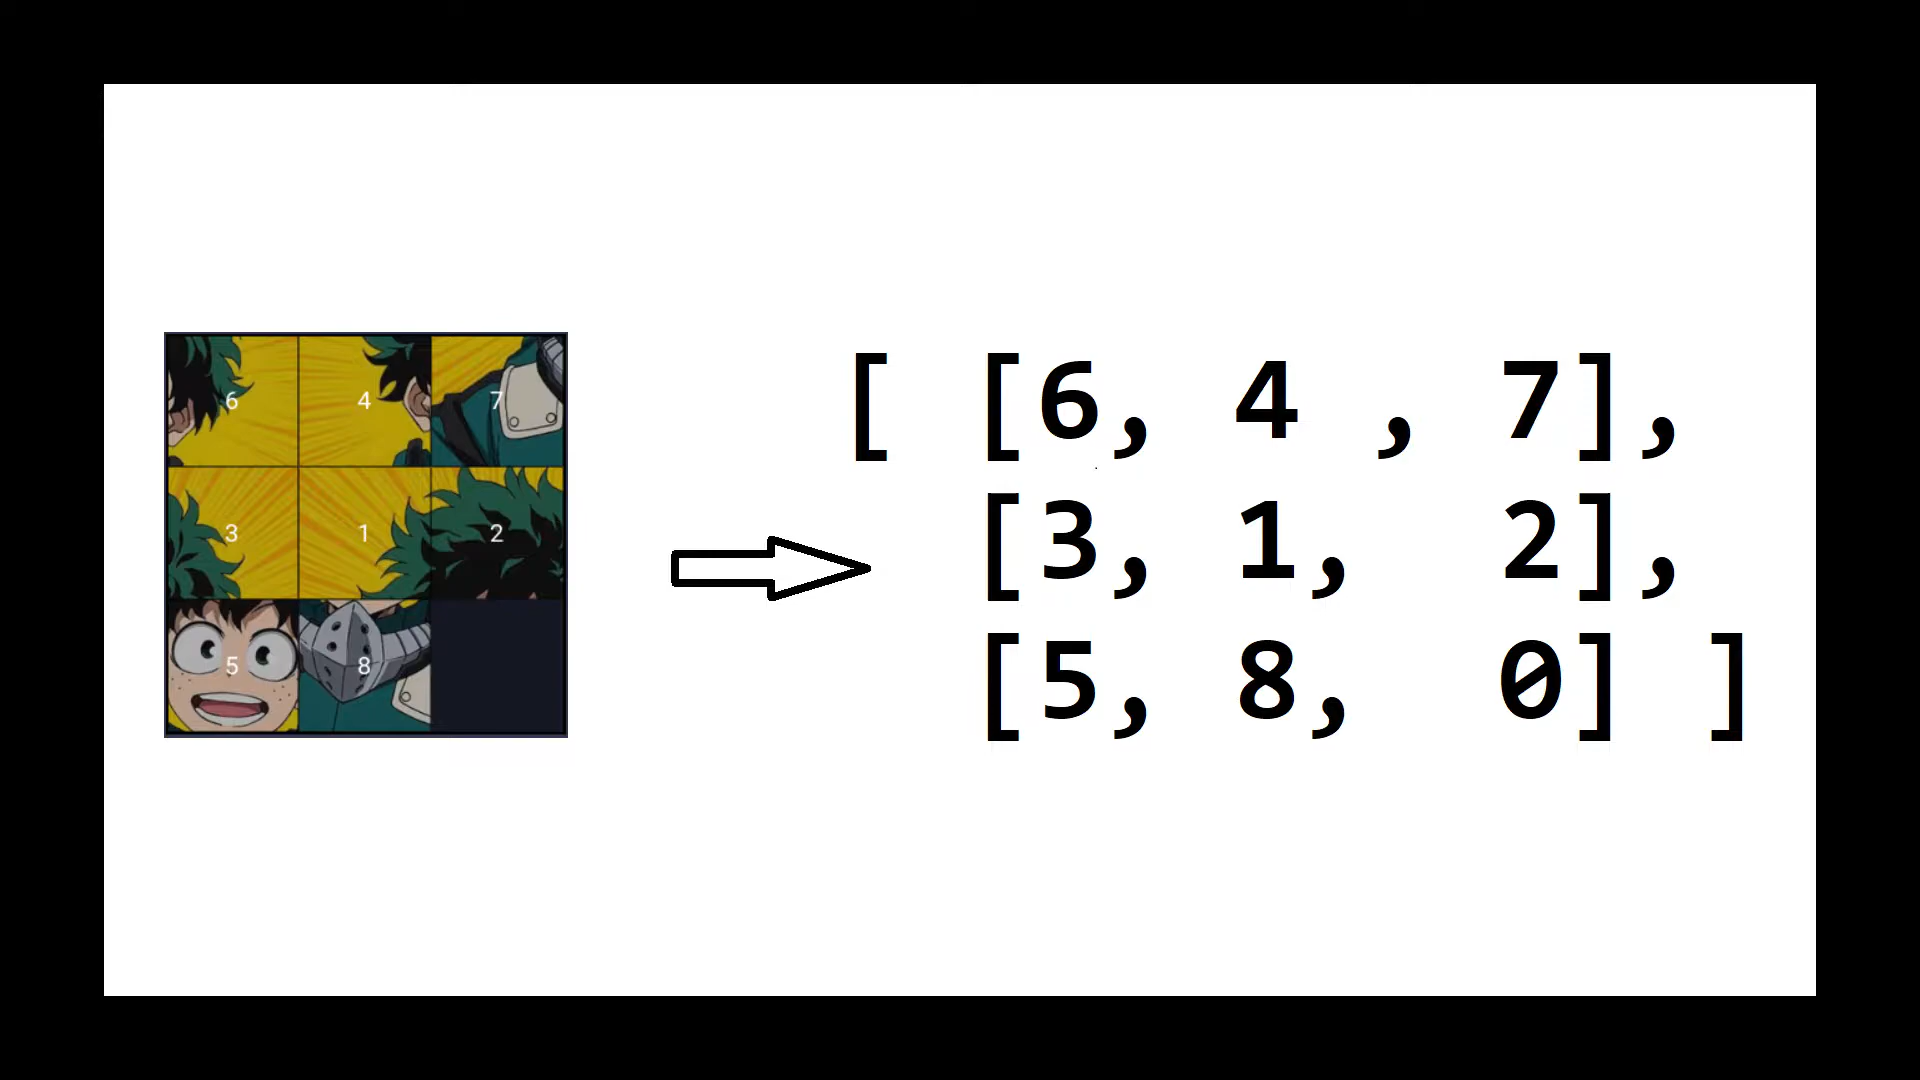 6 4 7
3 1 2
5 8
[ [6, 4 , 7],
[3, 1, 2],
[5, 8, 0] ]